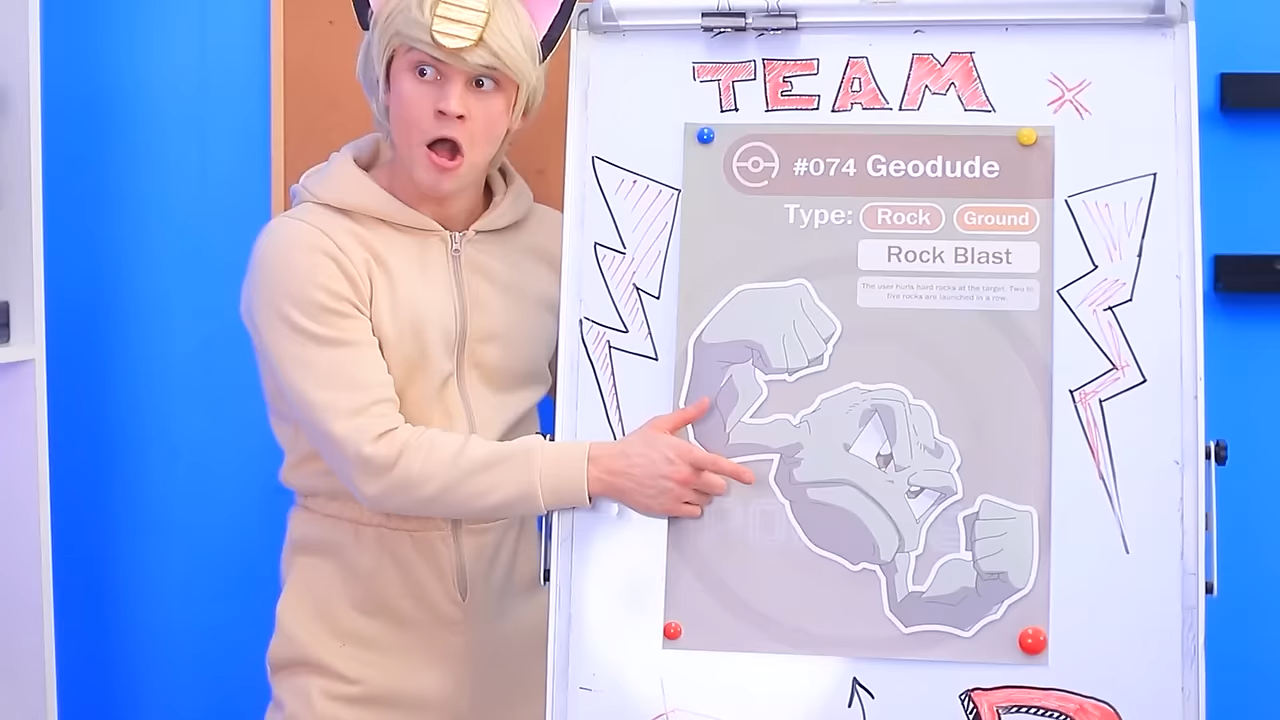 TEAM
#074 Geodude
Type: Rock Ground
Rock Blast
The user hurls hard rocks at the target. Two to
five rocks are launched in a row.